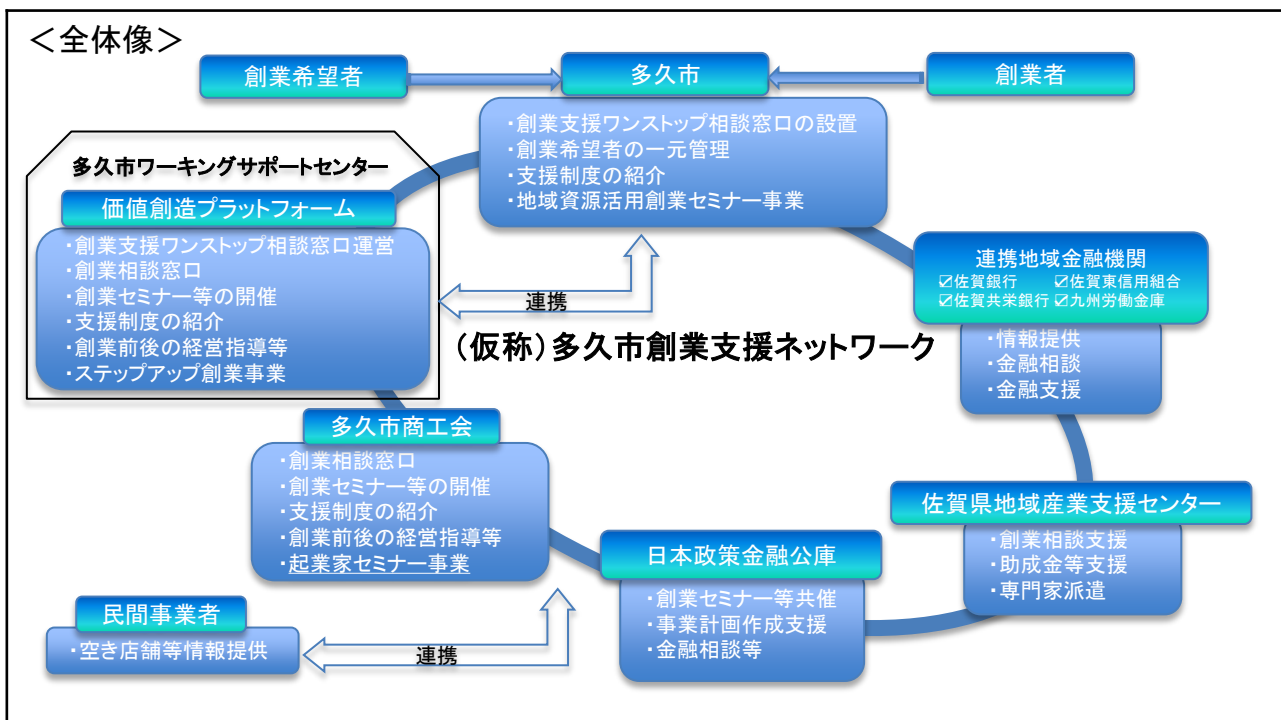 ＜全体像＞
創業希望者
多久市
創業者
・創業支援ワンストップ相談窓口の設置
・創業希望者の一元管理
・支援制度の紹介
・地域資源活用創業セミナー事業
多久市ワーキングサポートセンター
価値創造プラットフォーム
・創業支援ワンストップ相談窓口運営
・創業相談窓口
・創業セミナー等の開催
・支援制度の紹介
・創業前後の経営指導等
・ステップアップ創業事業
連携
（仮称）多久市創業支援ネットワーク
連携地域金融機関
☑佐賀銀行 ☑佐賀東信用組合
☑佐賀共栄銀行 ☑九州労働金庫
・情報提供
・金融相談
・金融支援
多久市商工会
・創業相談窓口
・創業セミナー等の開催
・支援制度の紹介
・創業前後の経営指導等
・起業家セミナー事業
佐賀県地域産業支援センター
・創業相談支援
・助成金等支援
・専門家派遣
日本政策金融公庫
・創業セミナー等共催
・事業計画作成支援
・金融相談等
民間事業者
・空き店舗等情報提供
連携